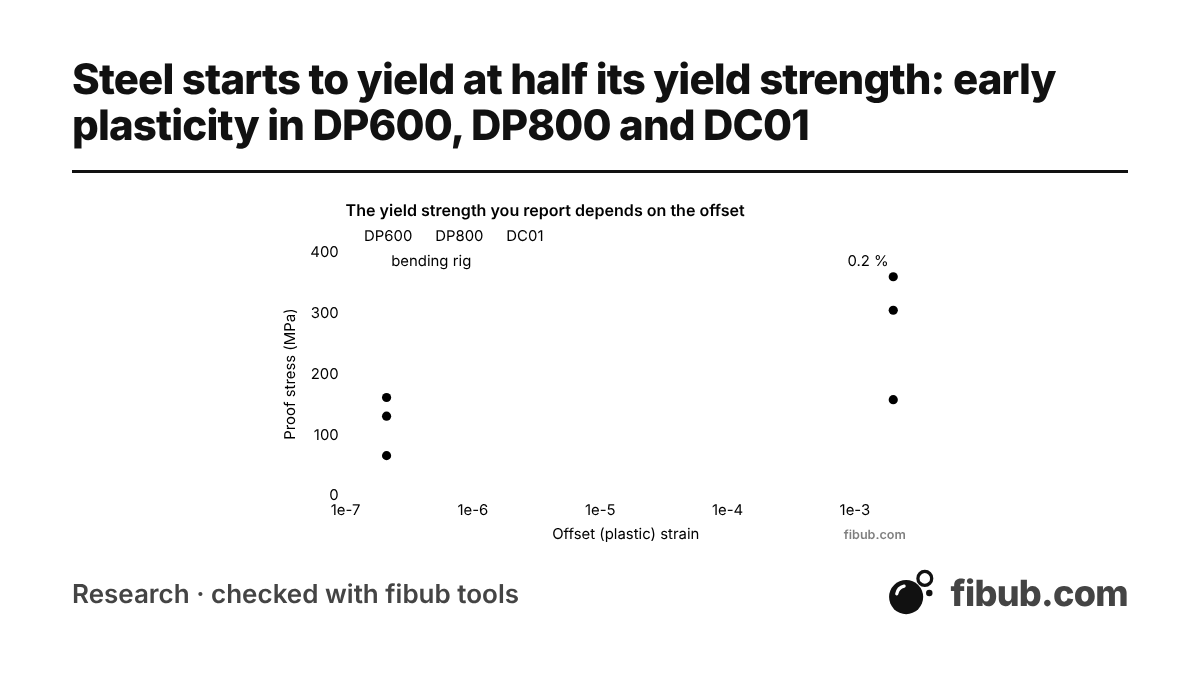 Steel starts to yield at half its yield strength: early
plasticity in DP600, DP800 and DC01
The yield strength you report depends on the offset
DP600 DP800 DC01
bending rig
0.2 %
400
300
200
100
0
Proof stress (MPa)
1e-7 1e-6 1e-5 1e-4 1e-3
Offset (plastic) strain
fibub.com
Research · checked with fibub tools
fibub.com